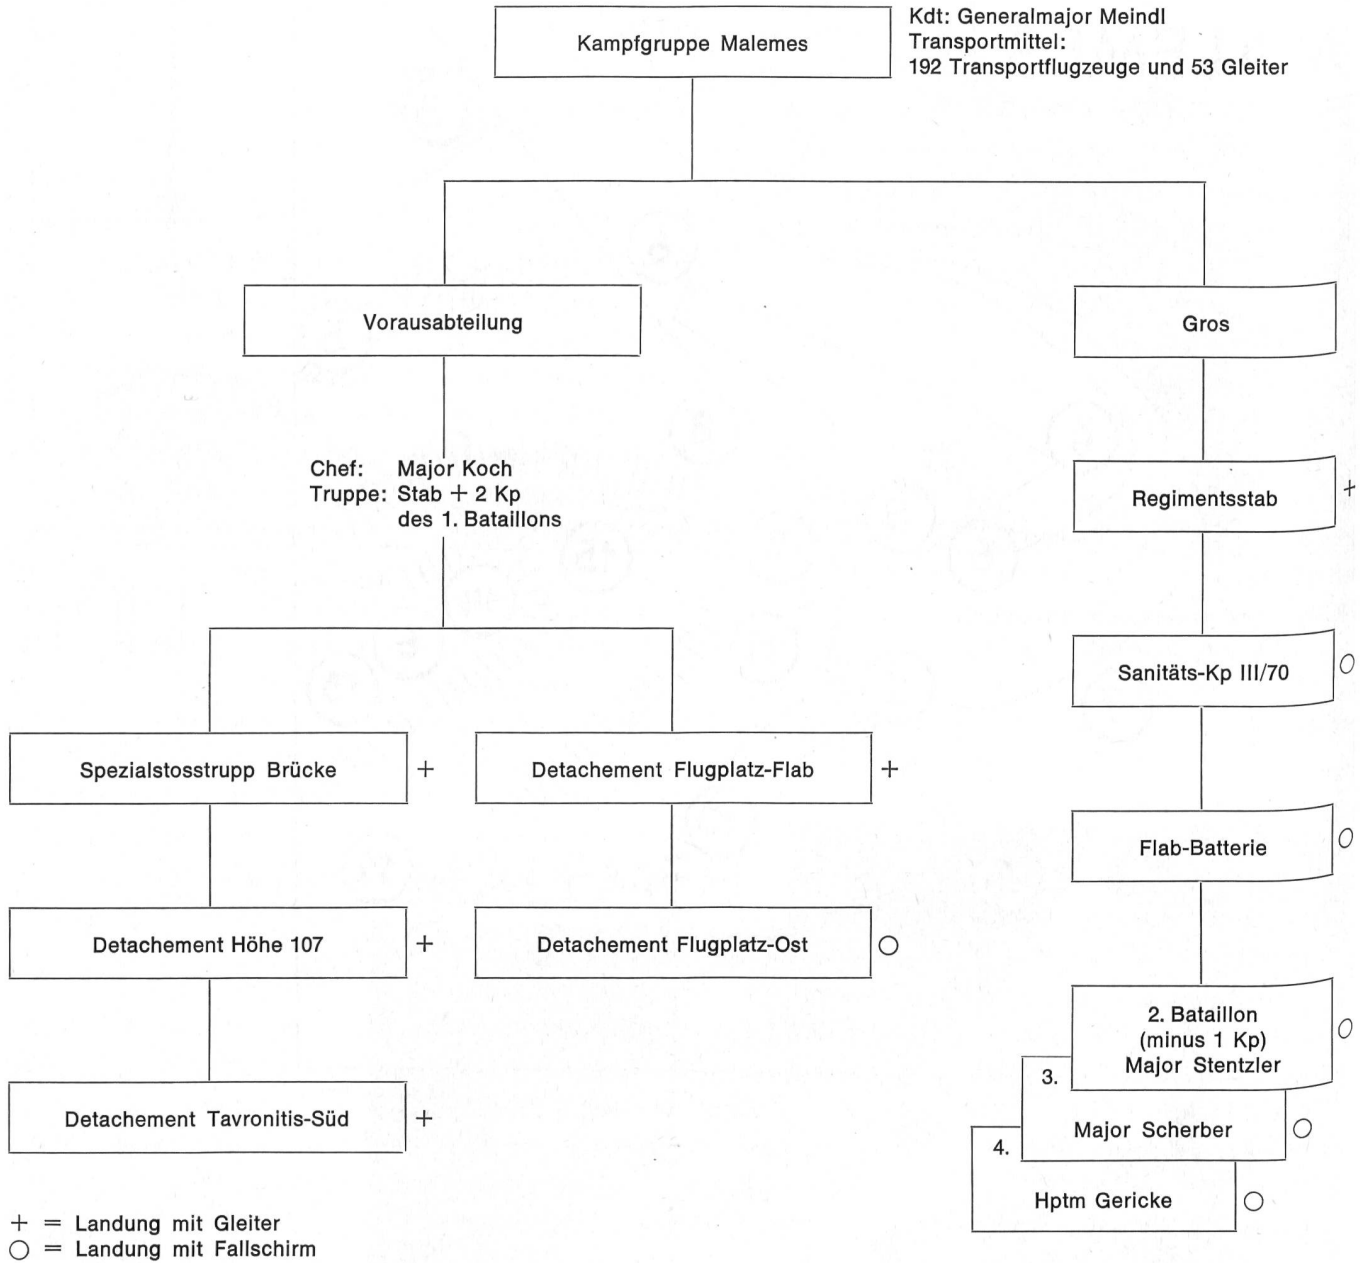 Kampfgruppe Malemes
Kdt: Generalmajor Meindl
Transportmittel:
192 Transportflugzeuge und 53 Gleiter
Vorausabteilung
Gros
Chef: Major Koch
Truppe: Stab + 2 Kp
des 1. Bataillons
Regimentsstab +
Sanitäts-Kp III/70 ○
Spezialstosstrupp Brücke +
Detachement Flugplatz-Flab +
Flab-Batterie ○
Detachement Höhe 107 +
Detachement Flugplatz-Ost ○
2. Bataillon
(minus 1 Kp) ○
Major Stentzler
3.
Detachement Tavronitis-Süd +
Major Scherber ○
4.
Hptm Gericke ○
+ = Landung mit Gleiter
○ = Landung mit Fallschirm